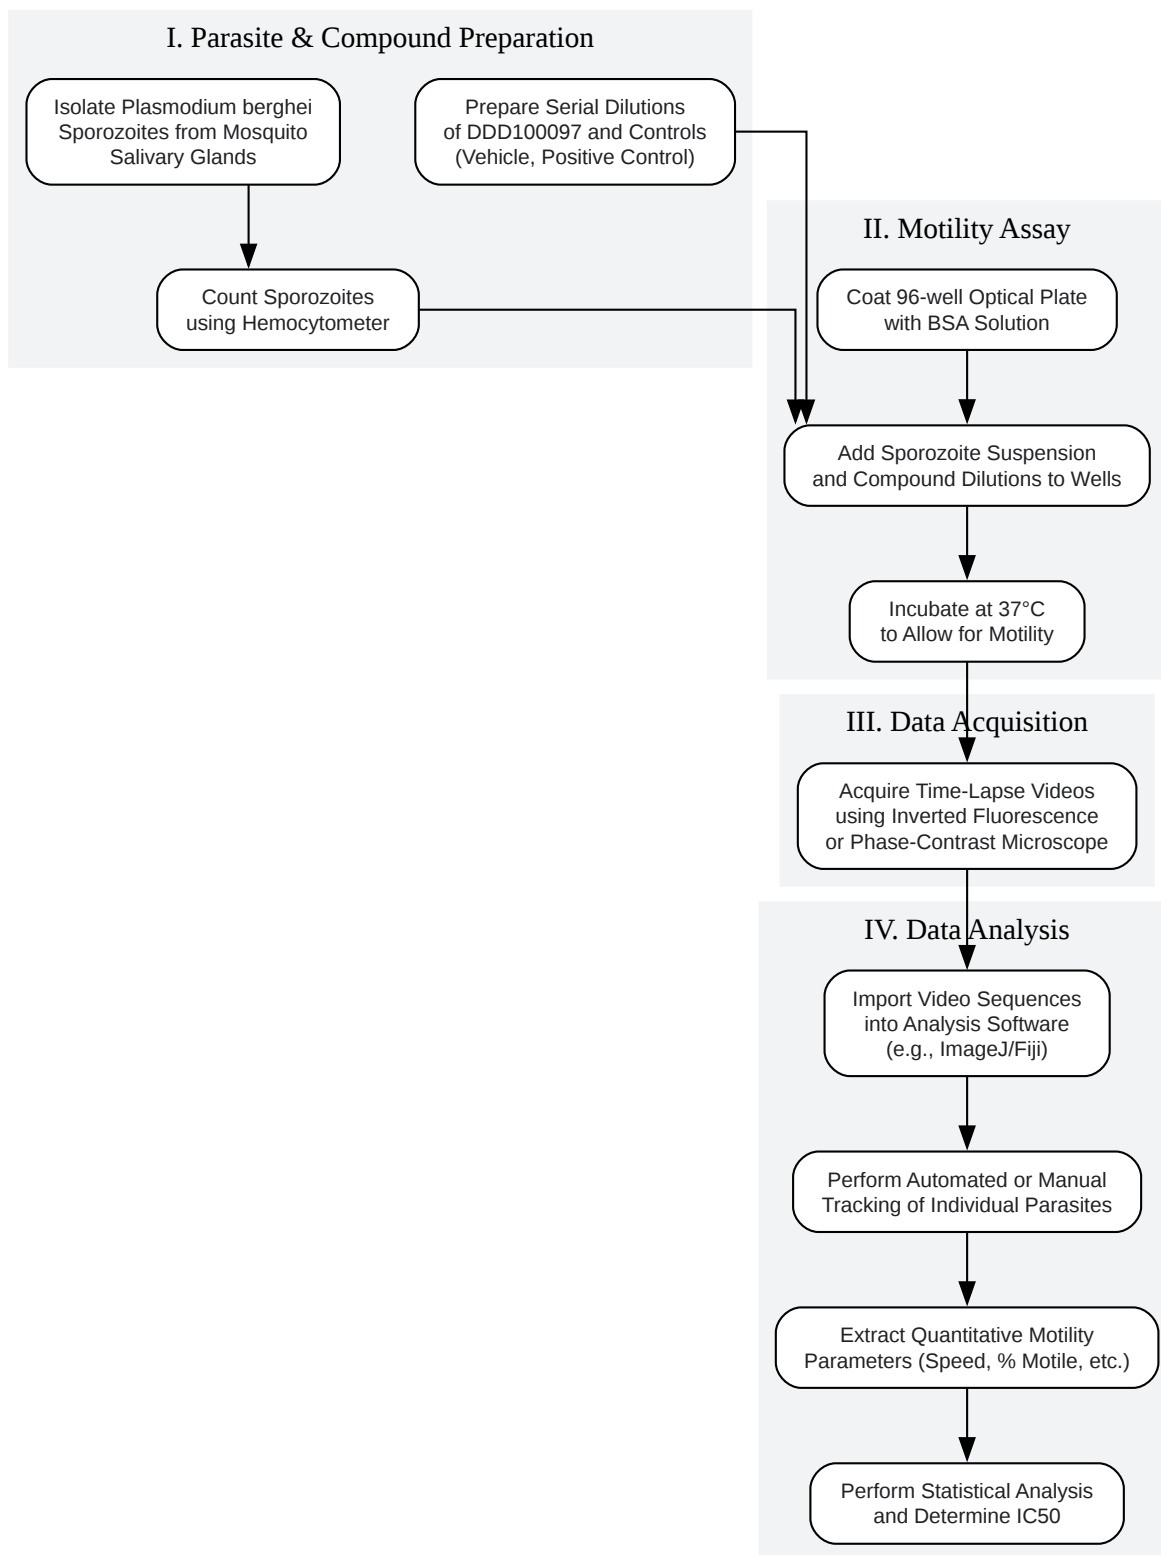 I. Parasite & Compound Preparation
Isolate Plasmodium berghei
Sporozoites from Mosquito
Salivary Glands
Prepare Serial Dilutions
of DDD100097 and Controls
(Vehicle, Positive Control)
Count Sporozoites
using Hemocytometer
II. Motility Assay
Coat 96-well Optical Plate
with BSA Solution
Add Sporozoite Suspension
and Compound Dilutions to Wells
Incubate at 37°C
to Allow for Motility
III. Data Acquisition
Acquire Time-Lapse Videos
using Inverted Fluorescence
or Phase-Contrast Microscope
IV. Data Analysis
Import Video Sequences
into Analysis Software
(e.g., ImageJ/Fiji)
Perform Automated or Manual
Tracking of Individual Parasites
Extract Quantitative Motility
Parameters (Speed, % Motile, etc.)
Perform Statistical Analysis
and Determine IC50